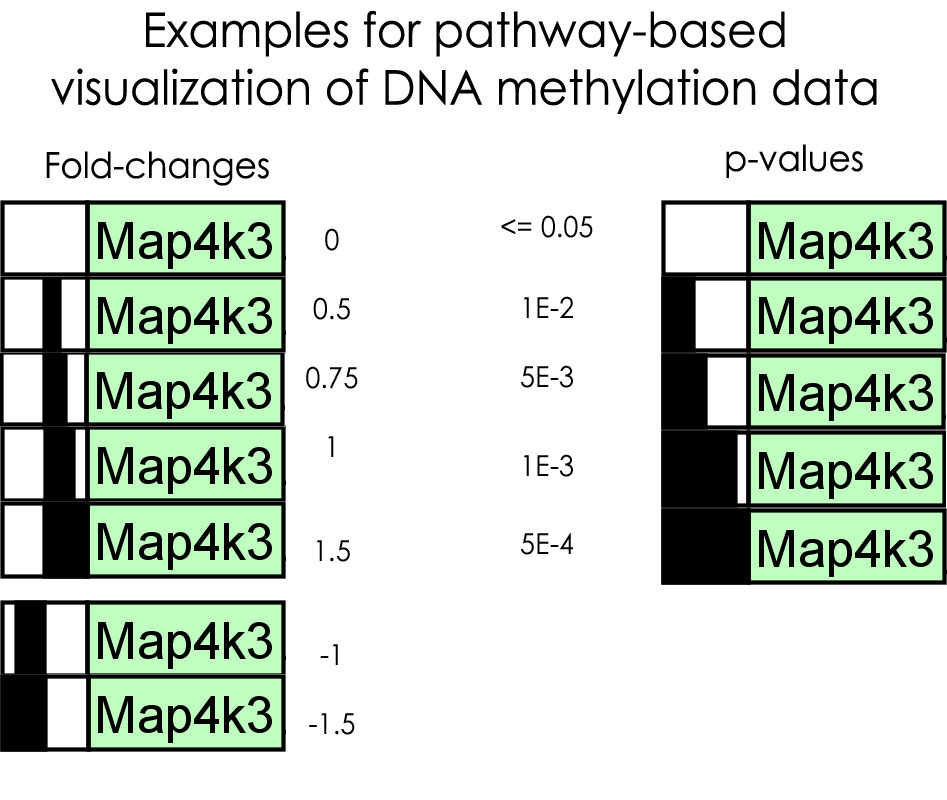 Examples for pathway-based
visualization of DNA methylation data
Fold-changes
p-values
Map4k3 0 <= 0.05 Map4k3
Map4k3 0.5 1E-2 Map4k3
Map4k3 0.75 5E-3 Map4k3
Map4k3 1 1E-3 Map4k3
Map4k3 1.5 5E-4 Map4k3
Map4k3 -1
Map4k3 -1.5